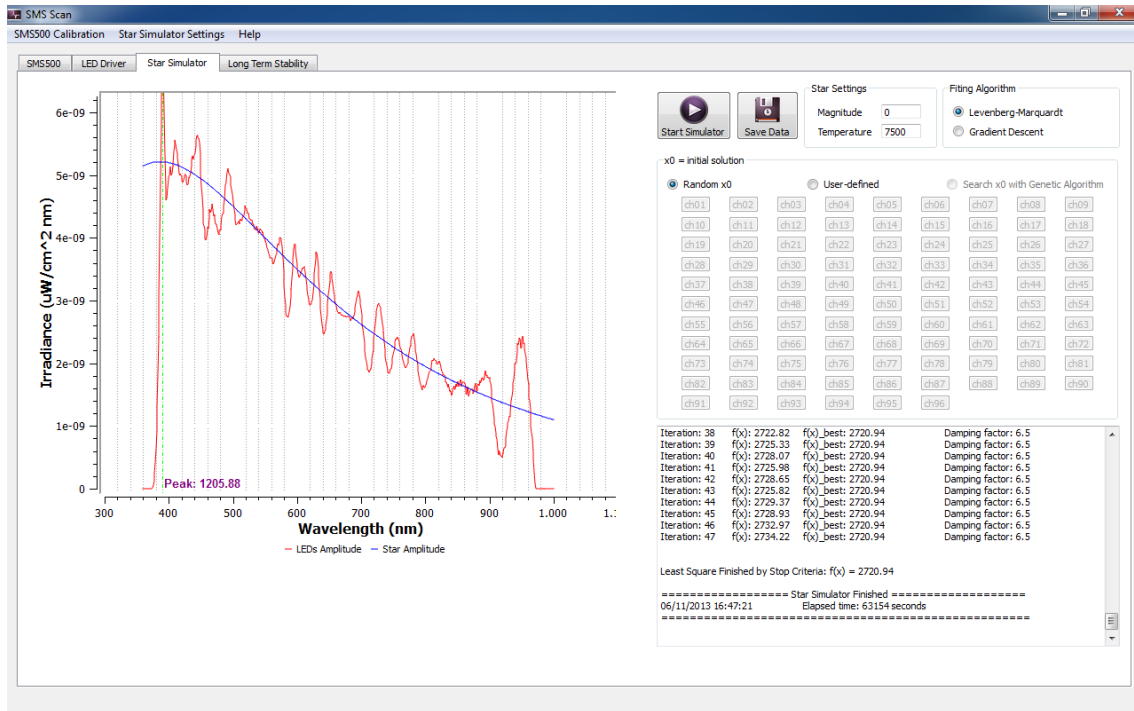 SMS Scan
SMS500 Calibration Star Simulator Settings Help
SMS500 LED Driver Star Simulator Long Term Stability
6e-09
5e-09
4e-09
3e-09
2e-09
1e-09
0
Irradiance (uW/cm^2 nm)
Peak: 1205.88
300 400 500 600 700 800 900 1.000 1.:
Wavelength (nm)
LEDs Amplitude Star Amplitude
Start Simulator
Save Data
Star Settings
Magnitude 0
Temperature 7500
Fiting Algorithm
Levenberg-Marquardt
Gradient Descent
x0 = initial solution
Random x0 User-defined Search x0 with Genetic Algorithm
ch01 ch02 ch03 ch04 ch05 ch06 ch07 ch08 ch09
ch10 ch11 ch12 ch13 ch14 ch15 ch16 ch17 ch18
ch19 ch20 ch21 ch22 ch23 ch24 ch25 ch26 ch27
ch28 ch29 ch30 ch31 ch32 ch33 ch34 ch35 ch36
ch37 ch38 ch39 ch40 ch41 ch42 ch43 ch44 ch45
ch46 ch47 ch48 ch49 ch50 ch51 ch52 ch53 ch54
ch55 ch56 ch57 ch58 ch59 ch60 ch61 ch62 ch63
ch64 ch65 ch66 ch67 ch68 ch69 ch70 ch71 ch72
ch73 ch74 ch75 ch76 ch77 ch78 ch79 ch80 ch81
ch82 ch83 ch84 ch85 ch86 ch87 ch88 ch89 ch90
ch91 ch92 ch93 ch94 ch95 ch96
Iteration: 38 f(x): 2722.82 f(x)_best: 2720.94 Damping factor: 6.5
Iteration: 39 f(x): 2725.33 f(x)_best: 2720.94 Damping factor: 6.5
Iteration: 40 f(x): 2728.07 f(x)_best: 2720.94 Damping factor: 6.5
Iteration: 41 f(x): 2725.98 f(x)_best: 2720.94 Damping factor: 6.5
Iteration: 42 f(x): 2728.65 f(x)_best: 2720.94 Damping factor: 6.5
Iteration: 43 f(x): 2725.82 f(x)_best: 2720.94 Damping factor: 6.5
Iteration: 44 f(x): 2729.37 f(x)_best: 2720.94 Damping factor: 6.5
Iteration: 45 f(x): 2728.93 f(x)_best: 2720.94 Damping factor: 6.5
Iteration: 46 f(x): 2732.97 f(x)_best: 2720.94 Damping factor: 6.5
Iteration: 47 f(x): 2734.22 f(x)_best: 2720.94 Damping factor: 6.5
Least Square Finished by Stop Criteria: f(x) = 2720.94
================== Star Simulator Finished ===================
06/11/2013 16:47:21 Elapsed time: 63154 seconds
====================================================